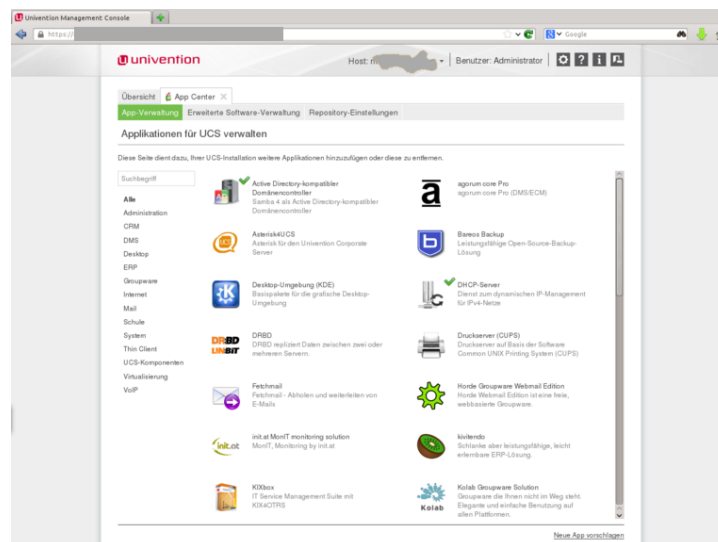 Univention Management Console
https://
Google
univention
Host:
Benutzer: Administrator
Übersicht
App Center
App-Verwaltung
Erweiterte Software-Verwaltung
Repository-Einstellungen
Applikationen für UCS verwalten
Diese Seite dient dazu, Ihrer UCS-Installation weitere Applikationen hinzuzufügen oder diese zu entfernen.
Suchbegriff
Alle
Administration
CRM
DMS
Desktop
ERP
Groupware
Internet
Mail
Schule
System
Thin Client
UCS-Komponenten
Virtualisierung
VoIP
Active Directory-kompatibler
Domänencontroller
Samba 4 als Active Directory-kompatibler
Domänencontroller
agorum core Pro
agorum core Pro (DMS/ECM)
Asterisk4UCS
Asterisk für den Univention Corporate
Server
Bareos Backup
Leistungsfähige Open-Source-Backup-
Lösung
Desktop-Umgebung (KDE)
Basispakete für die grafische Desktop-
Umgebung
DHCP-Server
Dienst zum dynamischen IP-Management
für IPv4-Netze
DRBD
LINBIT
DRBD
DRBD repliziert Daten zwischen zwei oder
mehreren Servern.
Druckserver (CUPS)
Druckserver auf Basis der Software
Common UNIX Printing System (CUPS)
Fetchmail
Fetchmail - Abholen und weiterleiten von
E-Mails
Horde Groupware Webmail Edition
Horde Webmail Edition ist eine freie,
webbasierte Groupware.
init.at
init.at MonIT monitoring solution
MonIT, Monitoring by init.at
kivitendo
Schlanke aber leistungsfähige, leicht
erlernbare ERP-Lösung.
KIXbox
IT Service Management Suite mit
KIX4OTRS
Kolab
Kolab Groupware Solution
Groupware die Ihnen nicht im Weg steht.
Elegante und einfache Benutzung auf
allen Plattformen.
Neue App vorschlagen